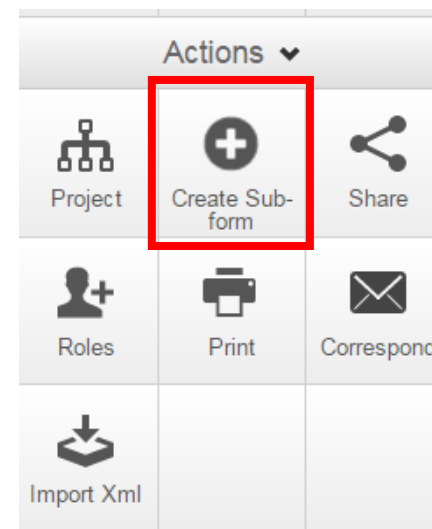 Actions
Project
Create Sub-
form
Share
Roles
Print
Correspond
Import Xml